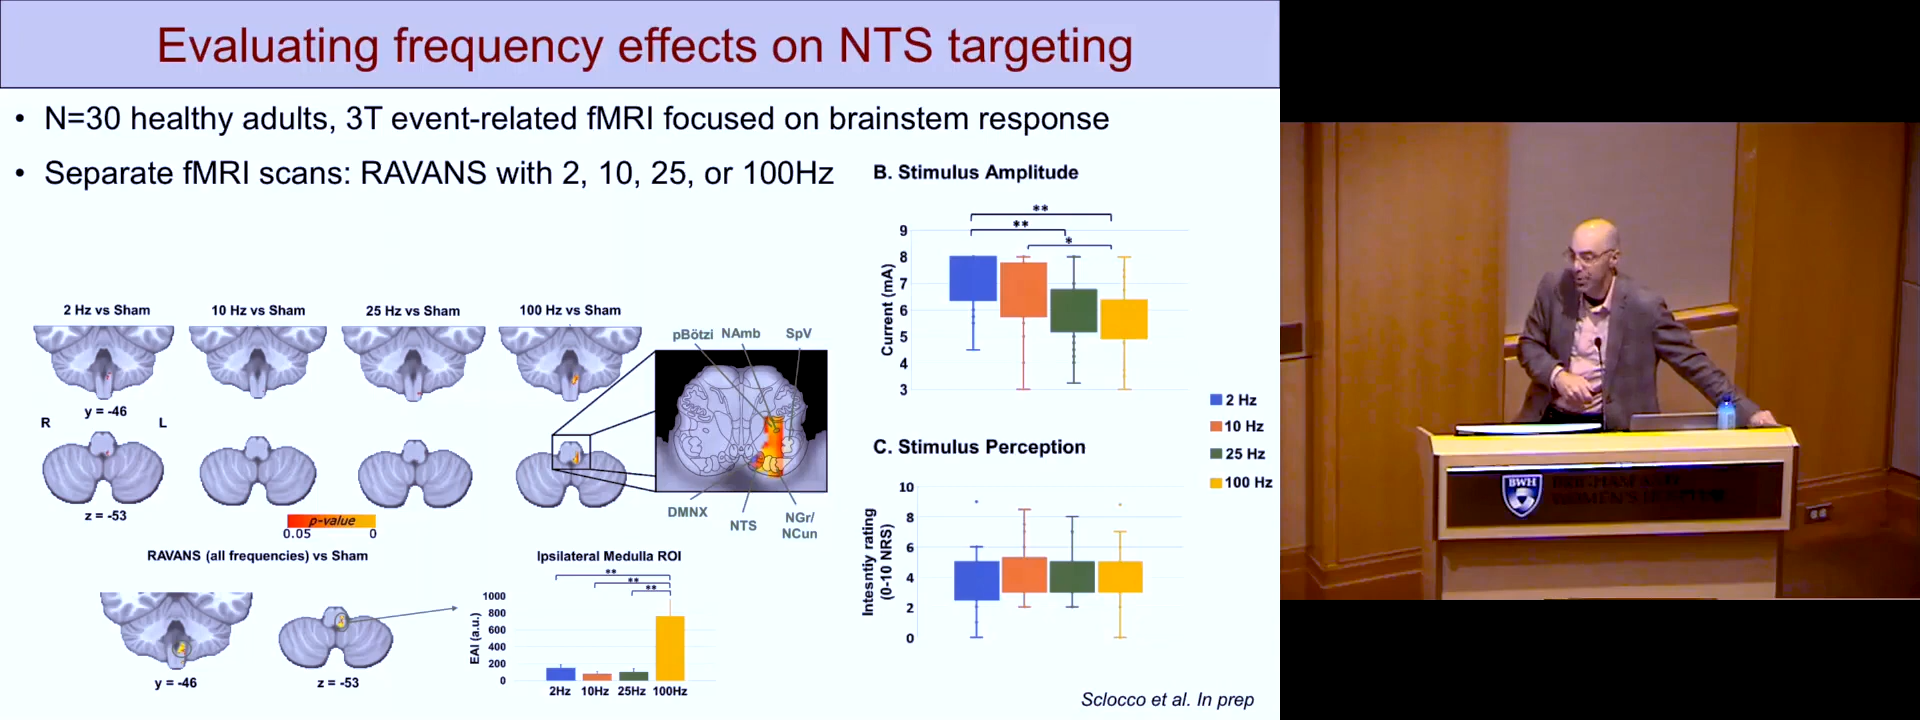 Evaluating frequency effects on NTS targeting
• N=30 healthy adults, 3T event-related fMRI focused on brainstem response
• Separate fMRI scans: RAVANS with 2, 10, 25, or 100Hz
2 Hz vs Sham
10 Hz vs Sham
25 Hz vs Sham
100 Hz vs Sham
y = -46
R
L
z = -53
p-value
0.05
0
pBötzi
NAmb
SpV
DMNX
NTS
NGr/
NCun
RAVANS (all frequencies) vs Sham
y = -46
z = -53
Ipsilateral Medulla ROI
**
**
**
EAI (a.u.)
1000
800
600
400
200
0
2Hz
10Hz
25Hz
100Hz
B. Stimulus Amplitude
**
**
*
Current (mA)
9
8
7
6
5
4
3
2 Hz
10 Hz
25 Hz
100 Hz
C. Stimulus Perception
Intesntiy rating
(0-10 NRS)
10
8
6
4
2
0
Sclocco et al. In prep
BWH
BRIGHAM AND
WOMEN'S HOSPITAL